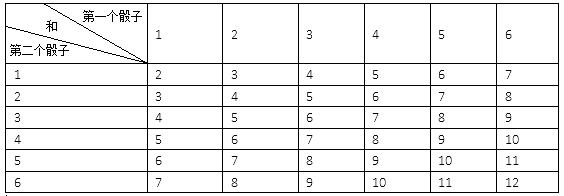 第一个骰子
和
第二个骰子
1 2 3 4 5 6
1 2 3 4 5 6 7
2 3 4 5 6 7 8
3 4 5 6 7 8 9
4 5 6 7 8 9 10
5 6 7 8 9 10 11
6 7 8 9 10 11 12